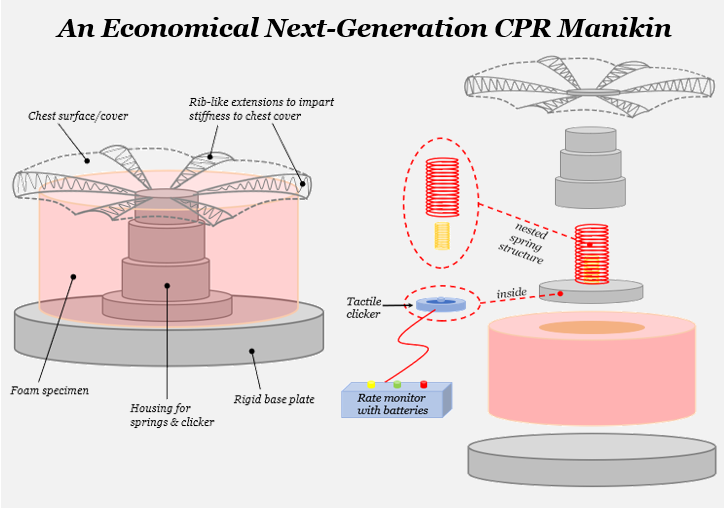 An Economical Next-Generation CPR Manikin
Chest surface/cover
Rib-like extensions to impart
stiffness to chest cover
nested
spring
structure
inside
Tactile
clicker
Rate monitor
with batteries
Foam specimen
Housing for
springs & clicker
Rigid base plate